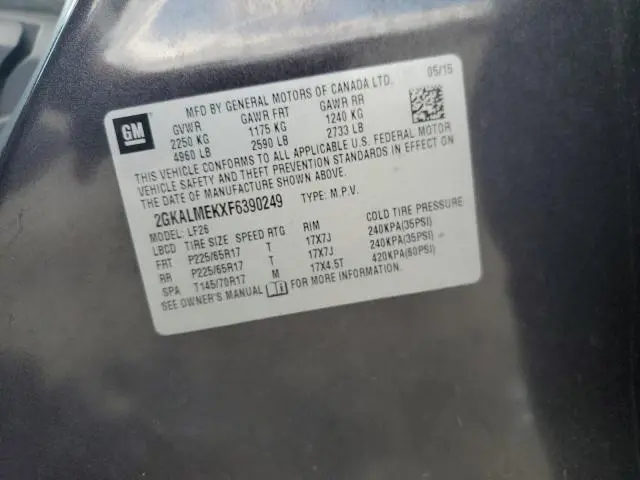 GM
MFD BY GENERAL MOTORS OF CANADA LTD. 05/15
GVWR GAWR FRT GAWR RR
2250 KG 1175 KG 1240 KG
4960 LB 2590 LB 2733 LB
THIS VEHICLE CONFORMS TO ALL APPLICABLE U.S. FEDERAL MOTOR
VEHICLE SAFETY AND THEFT PREVENTION STANDARDS IN EFFECT ON
THE DATE OF MANUFACTURE SHOWN ABOVE.
2GKALMEKXF6390249 TYPE: M.P.V.
MODEL: LF26
LBCD TIRE SIZE SPEED RTG RIM COLD TIRE PRESSURE
FRT P225/65R17 T 17X7J 240KPA(35PSI)
RR P225/65R17 T 17X7J 240KPA(35PSI)
SPA T145/70R17 M 17X4.5T 420KPA(60PSI)
SEE OWNER'S MANUAL FOR MORE INFORMATION.